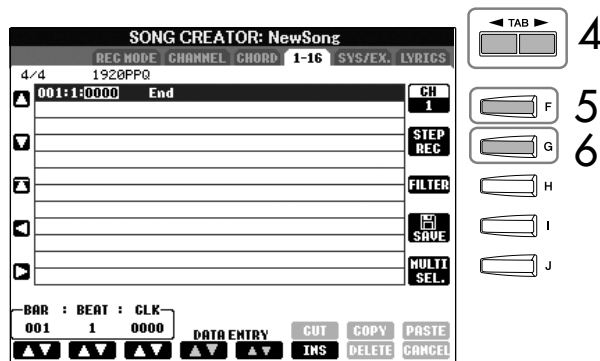 SONG CREATOR: NewSong
◄ TAB ► 4
REC MODE CHANNEL CHORD 1-16 SYS/EX. LYRICS
4/4 1920PPQ
001:1:0000 End
CH
1
F 5
STEP
REC
G 6
FILTER
H
SAVE
I
MULTI
SEL.
J
BAR : BEAT : CLK
001 1 0000
DATA ENTRY
CUT COPY PASTE
INS DELETE CANCEL